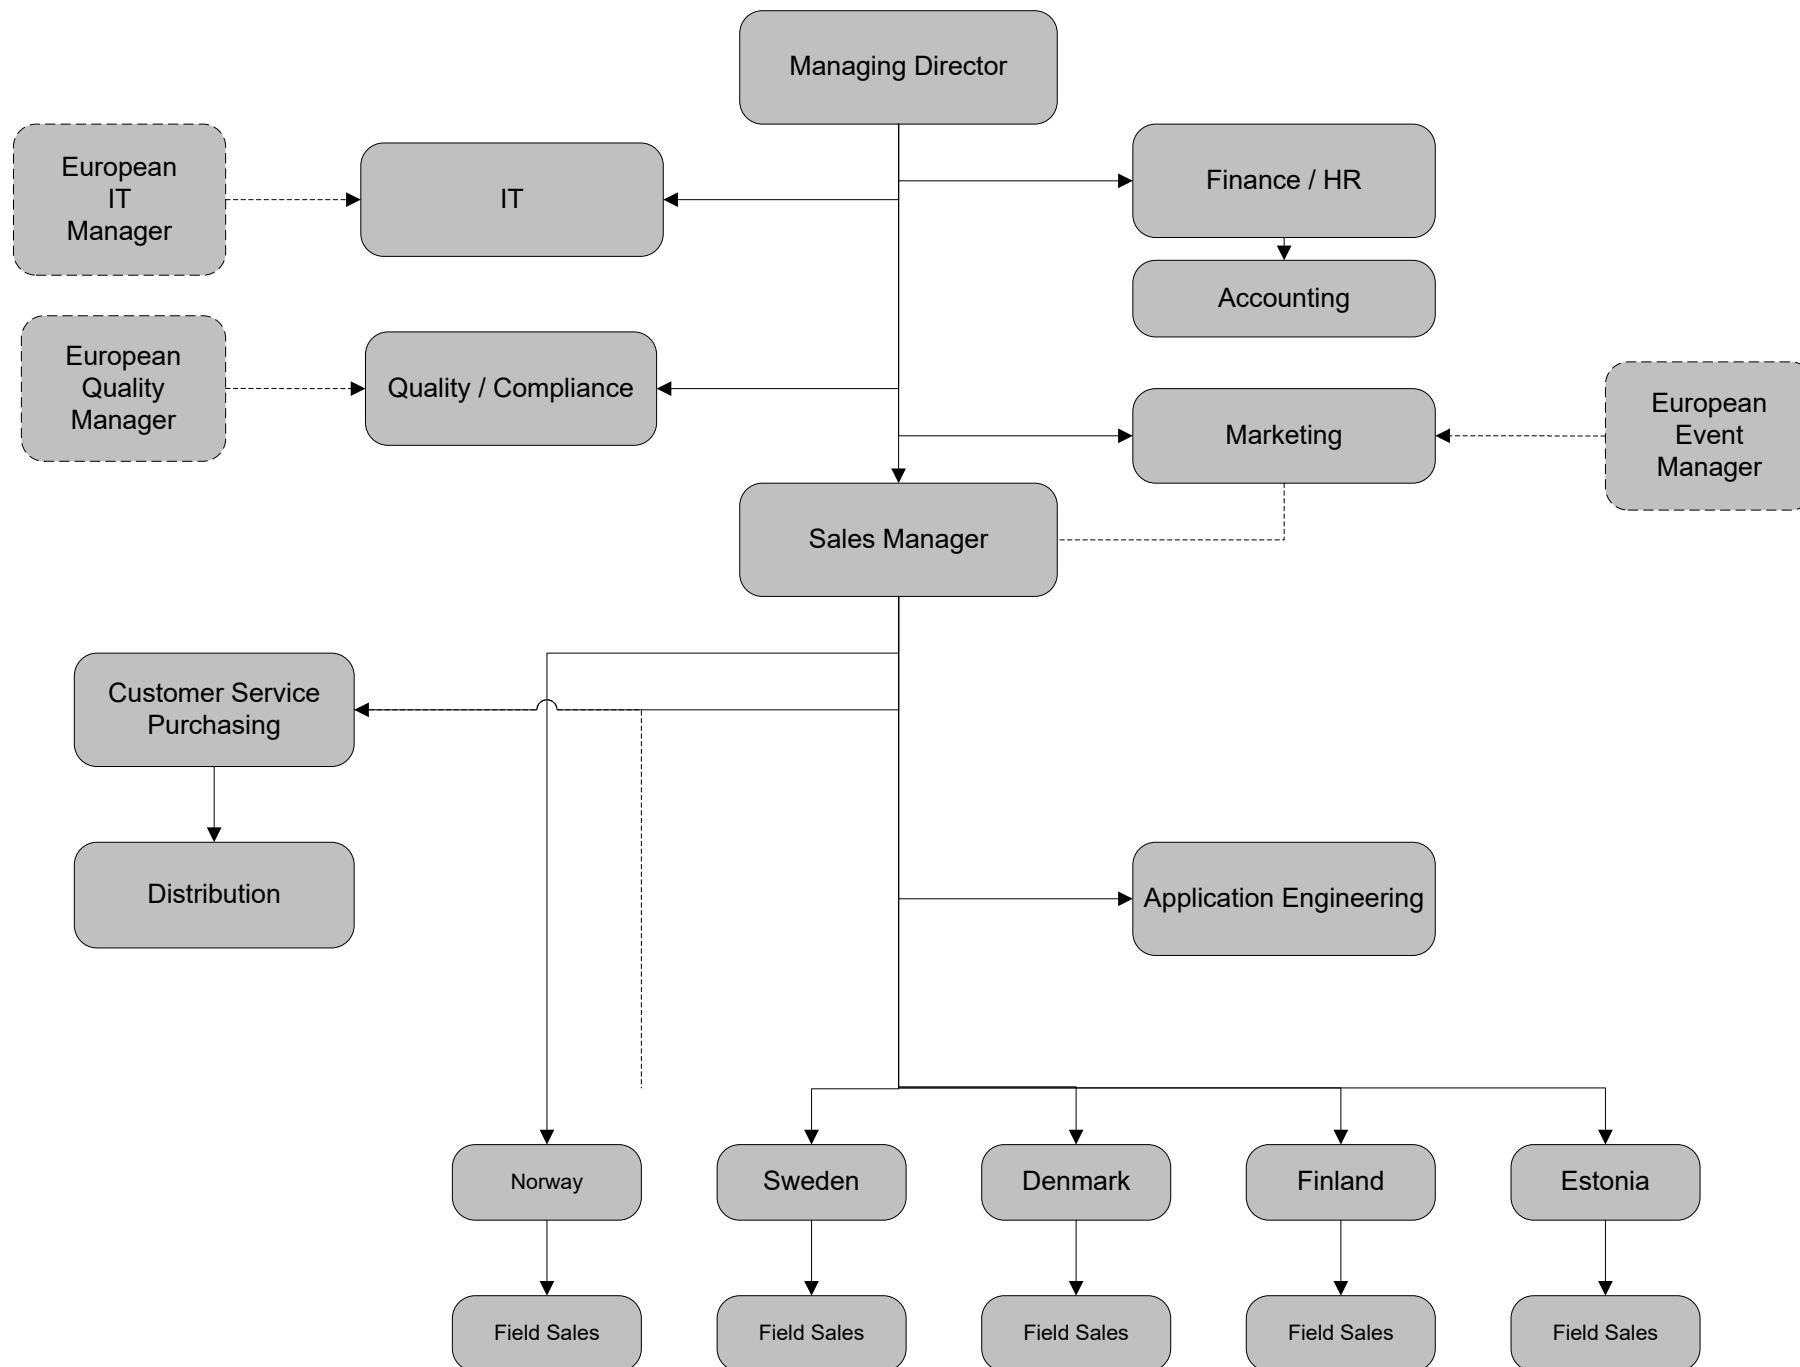 Managing Director
European
IT
Manager
IT
Finance / HR
Accounting
European
Quality
Manager
Quality / Compliance
Marketing
European
Event
Manager
Sales Manager
Customer Service
Purchasing
Distribution
Application Engineering
Norway
Sweden
Denmark
Finland
Estonia
Field Sales
Field Sales
Field Sales
Field Sales
Field Sales